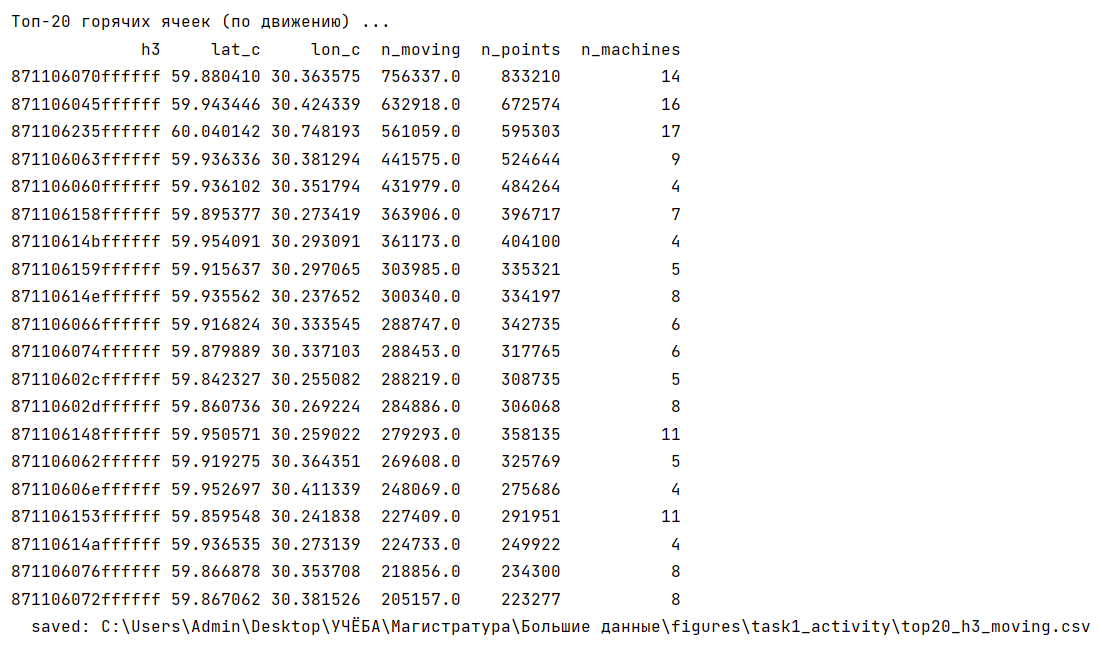 Топ-20 горячих ячеек (по движению) ...
h3 lat_c lon_c n_moving n_points n_machines
871106070ffffff 59.880410 30.363575 756337.0 833210 14
871106045ffffff 59.943446 30.424339 632918.0 672574 16
871106235ffffff 60.040142 30.748193 561059.0 595303 17
871106063ffffff 59.936336 30.381294 441575.0 524644 9
871106060ffffff 59.936102 30.351794 431979.0 484264 4
871106158ffffff 59.895377 30.273419 363906.0 396717 7
87110614bffffff 59.954091 30.293091 361173.0 404100 4
871106159ffffff 59.915637 30.297065 303985.0 335321 5
87110614effffff 59.935562 30.237652 300340.0 334197 8
871106066ffffff 59.916824 30.333545 288747.0 342735 6
871106074ffffff 59.879889 30.337103 288453.0 317765 6
87110602cffffff 59.842327 30.255082 288219.0 308735 5
87110602dffffff 59.860736 30.269224 284886.0 306068 8
871106148ffffff 59.950571 30.259022 279293.0 358135 11
871106062ffffff 59.919275 30.364351 269608.0 325769 5
87110606effffff 59.952697 30.411339 248069.0 275686 4
871106153ffffff 59.859548 30.241838 227409.0 291951 11
87110614affffff 59.936535 30.273139 224733.0 249922 4
871106076ffffff 59.866878 30.353708 218856.0 234300 8
871106072ffffff 59.867062 30.381526 205157.0 223277 8
saved: C:\Users\Admin\Desktop\УЧЁБА\Магистратура\Большие данные\figures\task1_activity\top20_h3_moving.csv